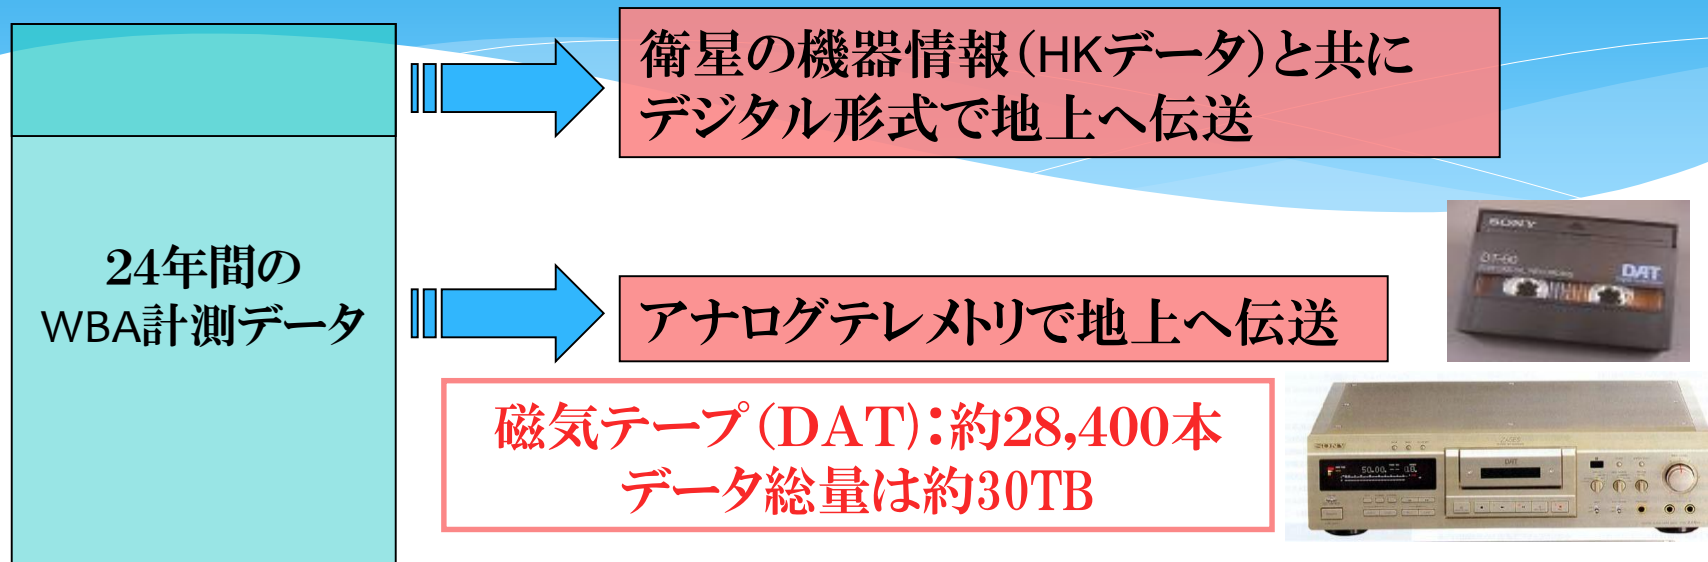 衛星の機器情報（HKデータ）と共に
デジタル形式で地上へ伝送
24年間の
WBA計測データ
アナログテレメトリで地上へ伝送
SONY
DAT
磁気テープ（DAT）：約28,400本
データ総量は約30TB
SONY
DAT